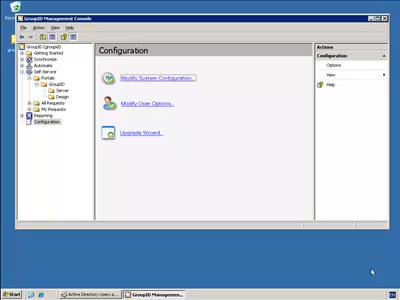 Recy
GroupID Management Console
File Action View Help
GroupID (groupid)
Getting Started
Synchronize
Automate
Self-Service
Portals
GroupID
Server
Design
All Requests
My Requests
Reporting
Configuration
Configuration
Modify System Configuration..
Modify User Options..
Upgrade Wizard..
Actions
Configuration
Options
View
Help
Start
Active Directory Users a...
GroupID Managemen...